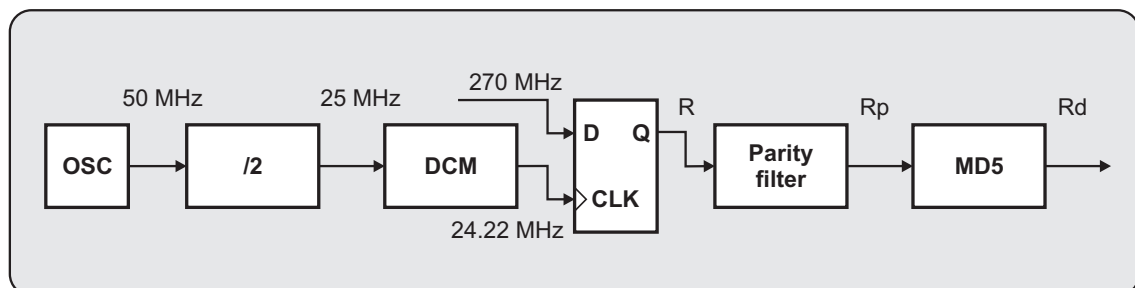 50 MHz
25 MHz
270 MHz
R
Rp
Rd
OSC
/2
DCM
D Q
CLK
Parity
filter
MD5
24.22 MHz